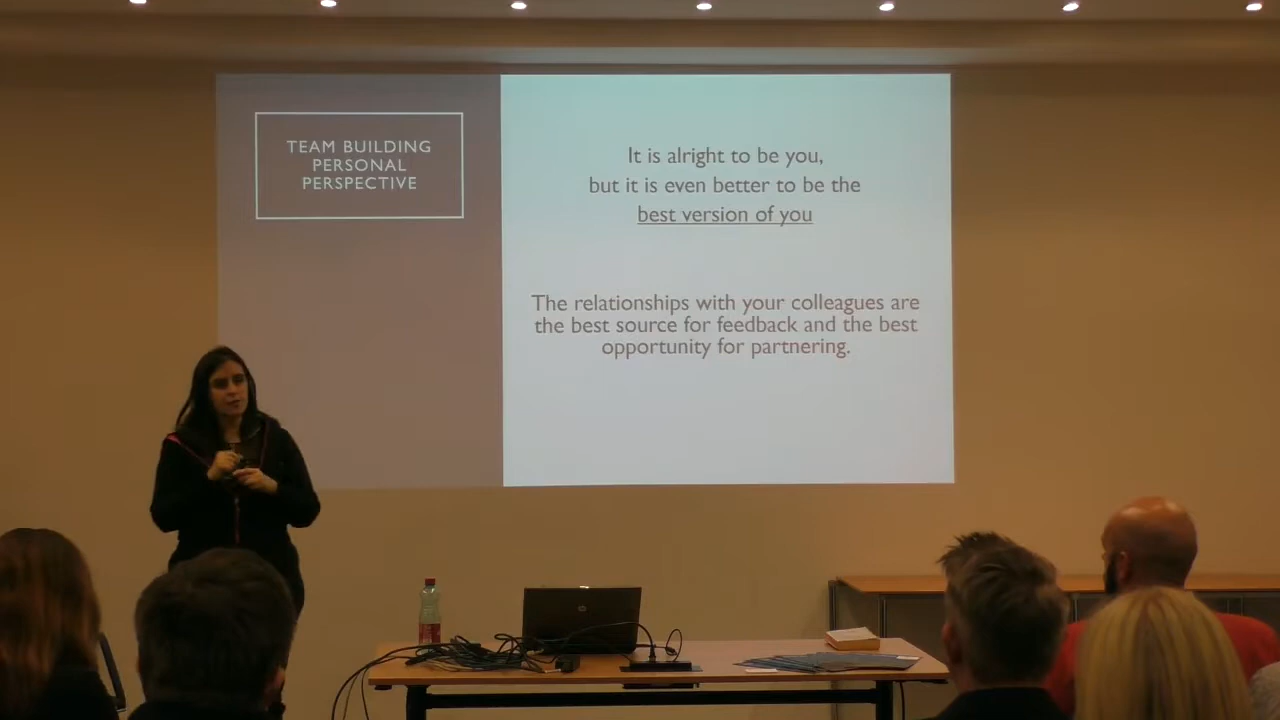 TEAM BUILDING
PERSONAL
PERSPECTIVE
It is alright to be you,
but it is even better to be the
best version of you
The relationships with your colleagues are
the best source for feedback and the best
opportunity for partnering.